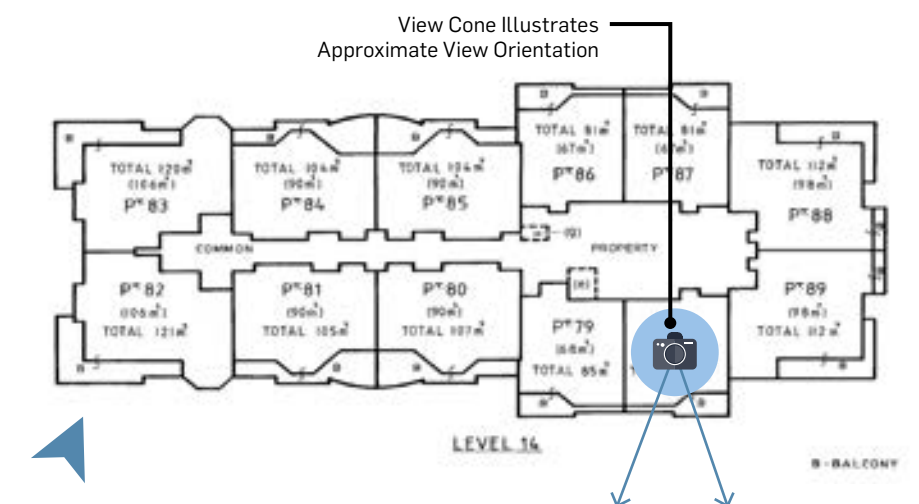 View Cone Illustrates
Approximate View Orientation
B
B
B
B
B
B
TOTAL 120m²
(106m²)
Pᵗ83
TOTAL 104m²
(90m²)
Pᵗ84
TOTAL 104m²
(90m²)
Pᵗ85
TOTAL 81m²
(67m²)
Pᵗ86
TOTAL 81m²
Pᵗ87
TOTAL 112m²
(98m²)
Pᵗ88
COMMON
(g)
PROPERTY
Pᵗ82
(106m²)
TOTAL 121m²
Pᵗ81
(90m²)
TOTAL 105m²
Pᵗ80
(90m²)
TOTAL 107m²
Pᵗ79
(68m²)
TOTAL 85m²
Pᵗ89
(98m²)
TOTAL 112m²
B
B
B
B
B
B
LEVEL 14
B-BALCONY